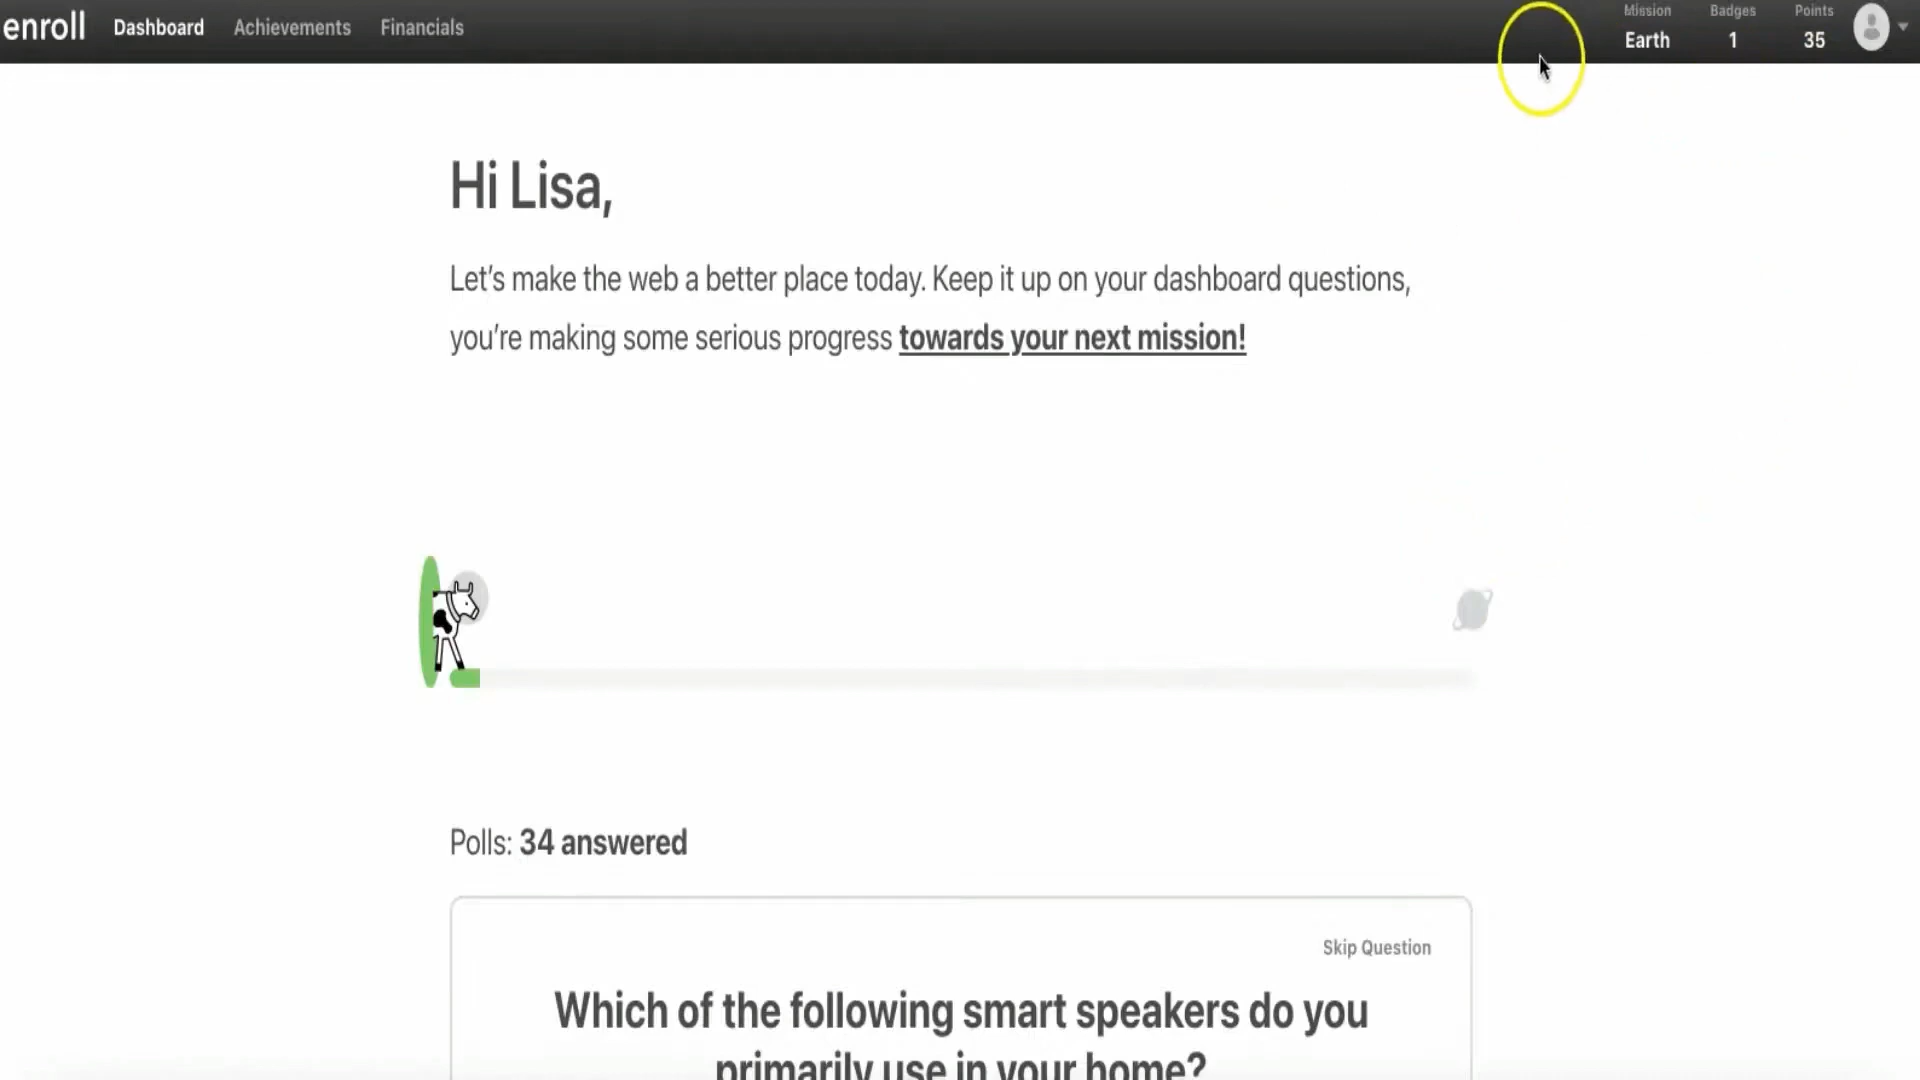 enroll Dashboard Achievements Financials Mission Badges Points
Earth 1 35
Hi Lisa,
Let's make the web a better place today. Keep it up on your dashboard questions,
you're making some serious progress towards your next mission!
Polls: 34 answered
Skip Question
Which of the following smart speakers do you
primarily use in your home?